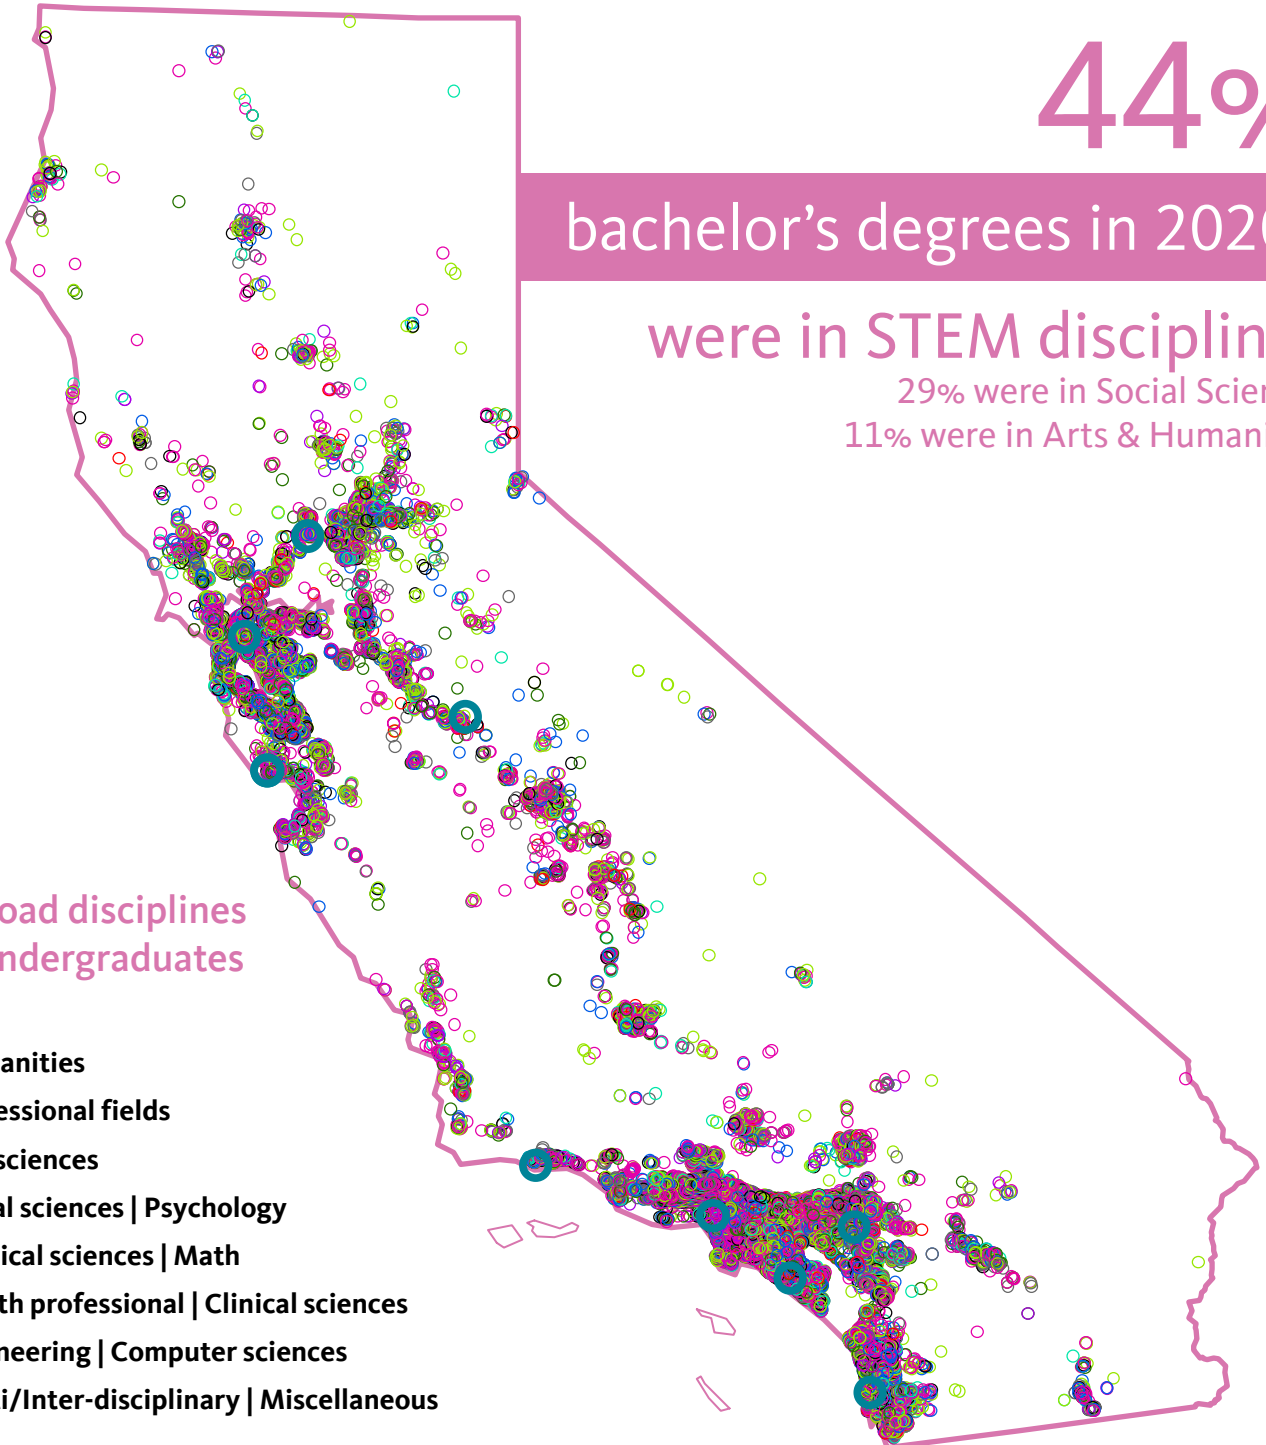 44%
bachelor's degrees in 2020
were in STEM disciplin
29% were in Social Scien
11% were in Arts & Humani
oad disciplines
ndergraduates
anities
essional fields
sciences
al sciences | Psychology
ical sciences | Math
th professional | Clinical sciences
neering | Computer sciences
i/Inter-disciplinary | Miscellaneous